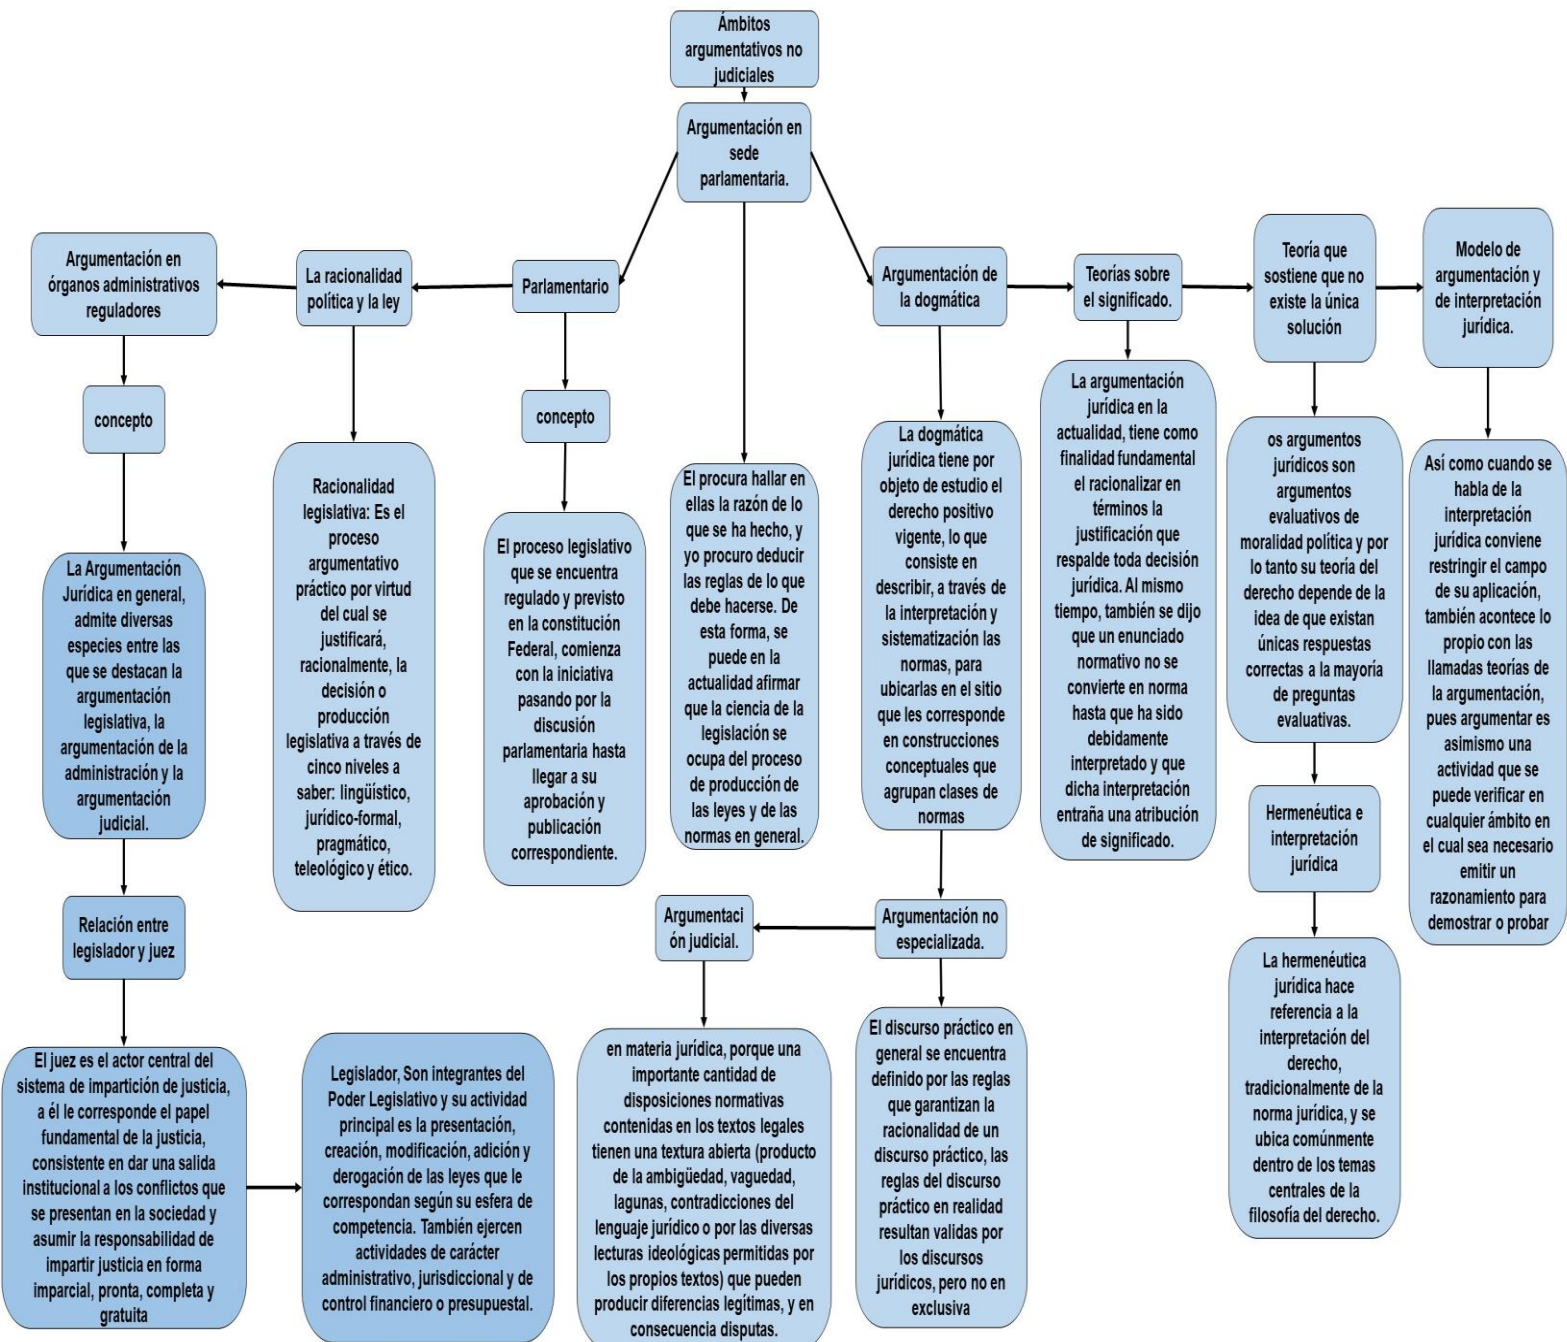 Ámbitos
argumentativos no
judiciales
Argumentación en
sede
parlamentaria.
Argumentación en
órganos administrativos
reguladores
La racionalidad
política y la ley
Parlamentario
Argumentación de
la dogmática
Teorías sobre
el significado.
Teoría que
sostiene que no
existe la única
solución
Modelo de
argumentación y
de interpretación
jurídica.
concepto
concepto
La Argumentación
Jurídica en general,
admite diversas
especies entre las
que se destacan la
argumentación
legislativa, la
argumentación de la
administración y la
argumentación
judicial.
Racionalidad
legislativa: Es el
proceso
argumentativo
práctico por virtud
del cual se
justificará,
racionalmente, la
decisión o
producción
legislativa a través de
cinco niveles a
saber: lingüístico,
jurídico-formal,
pragmático,
teleológico y ético.
El proceso legislativo
que se encuentra
regulado y previsto
en la constitución
Federal, comienza
con la iniciativa
pasando por la
discusión
parlamentaria hasta
llegar a su
aprobación y
publicación
correspondiente.
El procura hallar en
ellas la razón de lo
que se ha hecho, y
yo procuro deducir
las reglas de lo que
debe hacerse. De
esta forma, se
puede en la
actualidad afirmar
que la ciencia de la
legislación se
ocupa del proceso
de producción de
las leyes y de las
normas en general.
La dogmática
jurídica tiene por
objeto de estudio el
derecho positivo
vigente, lo que
consiste en
describir, a través de
la interpretación y
sistematización las
normas, para
ubicarlas en el sitio
que les corresponde
en construcciones
conceptuales que
agrupan clases de
normas
La argumentación
jurídica en la
actualidad, tiene como
finalidad fundamental
el racionalizar en
términos la
justificación que
respalde toda decisión
jurídica. Al mismo
tiempo, también se dijo
que un enunciado
normativo no se
convierte en norma
hasta que ha sido
debidamente
interpretado y que
dicha interpretación
entraña una atribución
de significado.
os argumentos
jurídicos son
argumentos
evaluativos de
moralidad política y por
lo tanto su teoría del
derecho depende de la
idea de que existan
únicas respuestas
correctas a la mayoría
de preguntas
evaluativas.
Así como cuando se
habla de la
interpretación
jurídica conviene
restringir el campo
de su aplicación,
también acontece lo
propio con las
llamadas teorías de
la argumentación,
pues argumentar es
asimismo una
actividad que se
puede verificar en
cualquier ámbito en
el cual sea necesario
emitir un
razonamiento para
demostrar o probar
Hermenéutica e
interpretación
jurídica
Relación entre
legislador y juez
Argumentaci
ón judicial.
Argumentación no
especializada.
El juez es el actor central del
sistema de impartición de justicia,
a él le corresponde el papel
fundamental de la justicia,
consistente en dar una salida
institucional a los conflictos que
se presentan en la sociedad y
asumir la responsabilidad de
impartir justicia en forma
imparcial, pronta, completa y
gratuita
Legislador, Son integrantes del
Poder Legislativo y su actividad
principal es la presentación,
creación, modificación, adición y
derogación de las leyes que le
correspondan según su esfera de
competencia. También ejercen
actividades de carácter
administrativo, jurisdiccional y de
control financiero o presupuestal.
en materia jurídica, porque una
importante cantidad de
disposiciones normativas
contenidas en los textos legales
tienen una textura abierta (producto
de la ambigüedad, vaguedad,
lagunas, contradicciones del
lenguaje jurídico o por las diversas
lecturas ideológicas permitidas por
los propios textos) que pueden
producir diferencias legítimas, y en
consecuencia disputas.
El discurso práctico en
general se encuentra
definido por las reglas
que garantizan la
racionalidad de un
discurso práctico, las
reglas del discurso
práctico en realidad
resultan validas por
los discursos
jurídicos, pero no en
exclusiva
La hermenéutica
jurídica hace
referencia a la
interpretación del
derecho,
tradicionalmente de la
norma jurídica, y se
ubica comúnmente
dentro de los temas
centrales de la
filosofía del derecho.